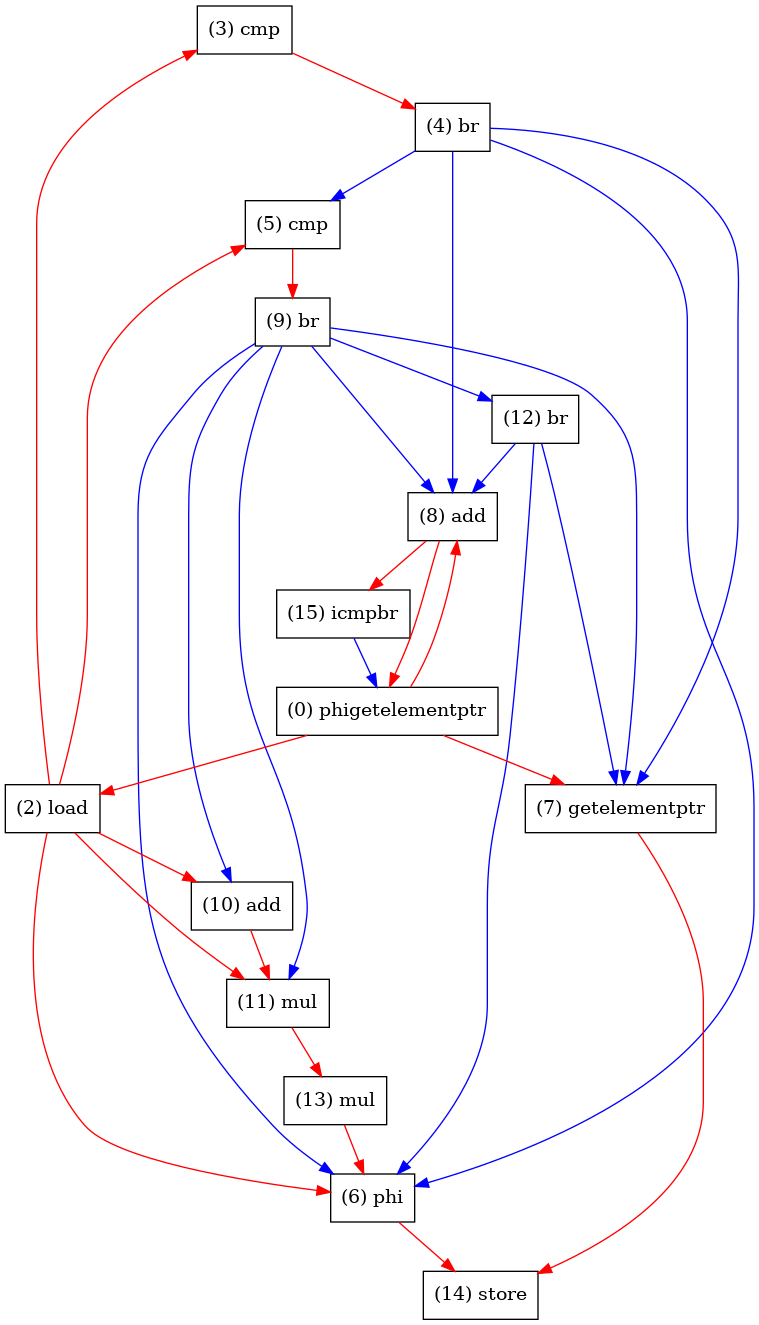 (3) cmp
(4) br
(5) cmp
(9) br
(12) br
(8) add
(15) icmpbr
(0) phigetelementptr
(2) load
(7) getelementptr
(10) add
(11) mul
(13) mul
(6) phi
(14) store